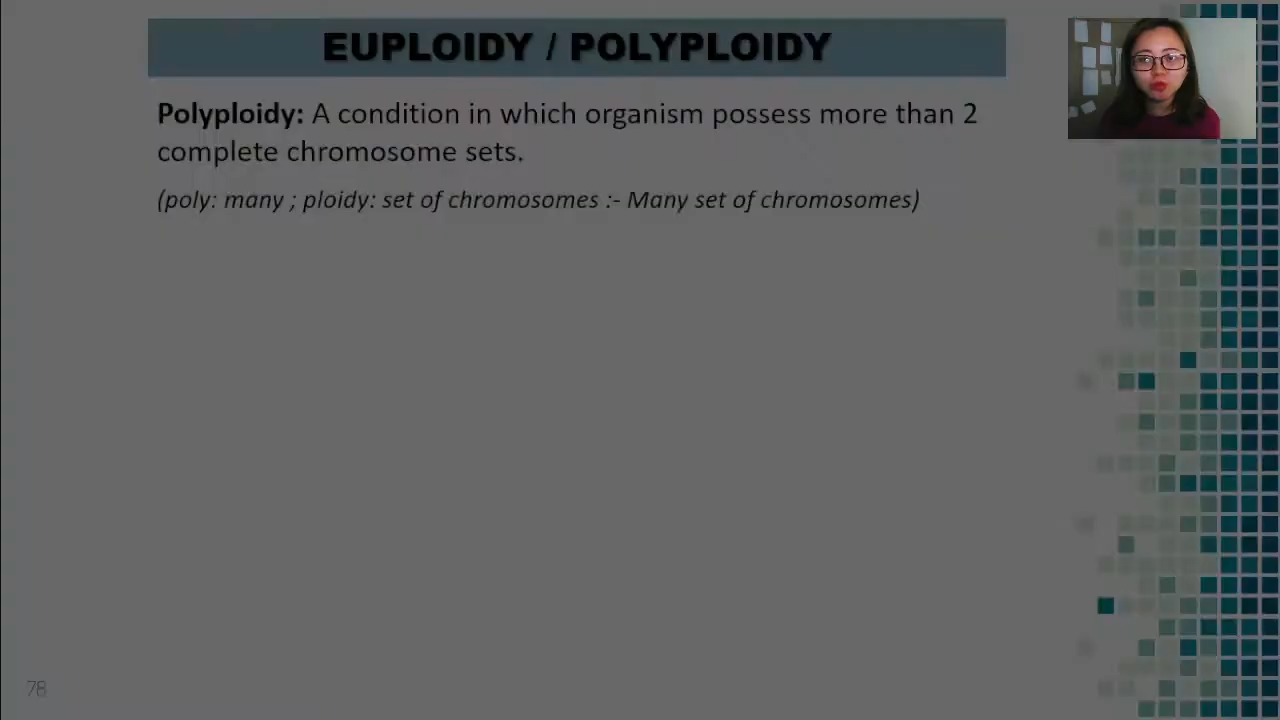 EUPLOIDY / POLYPLOIDY
Polyploidy: A condition in which organism possess more than 2
complete chromosome sets.
(poly: many ; ploidy: set of chromosomes :- Many set of chromosomes)
78